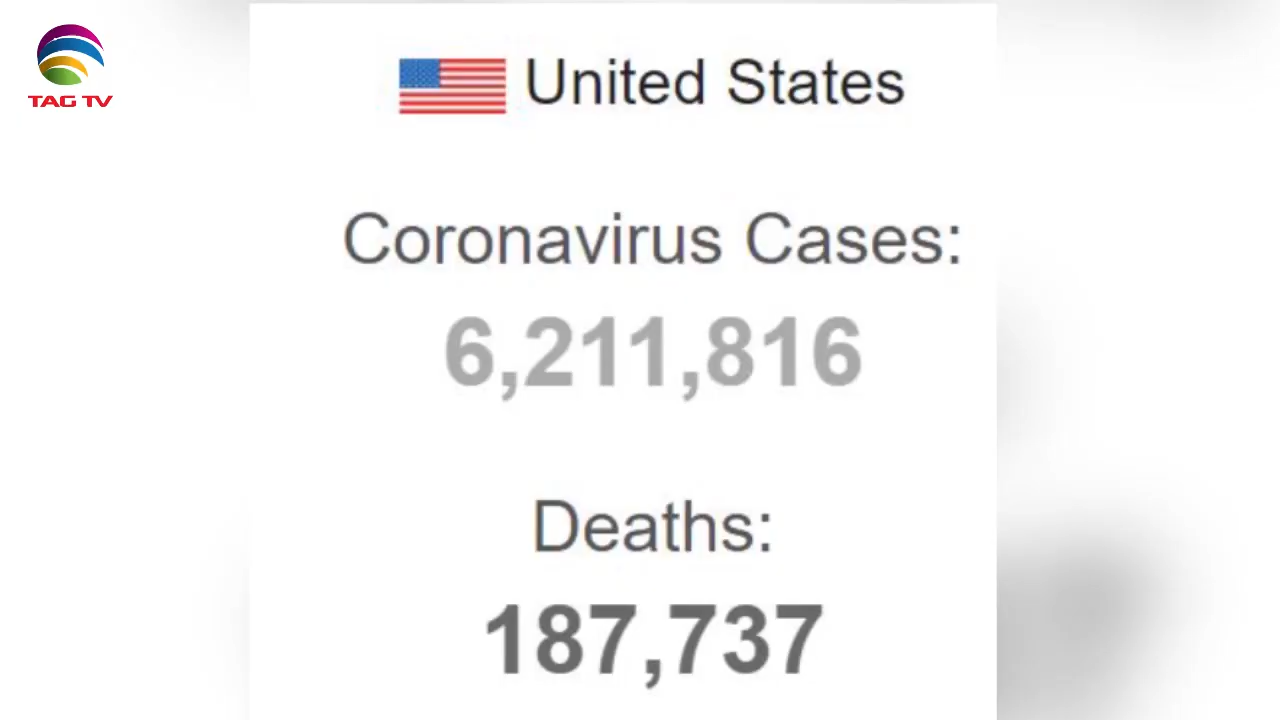 TAG TV
United States
Coronavirus Cases:
6,211,816
Deaths:
187,737